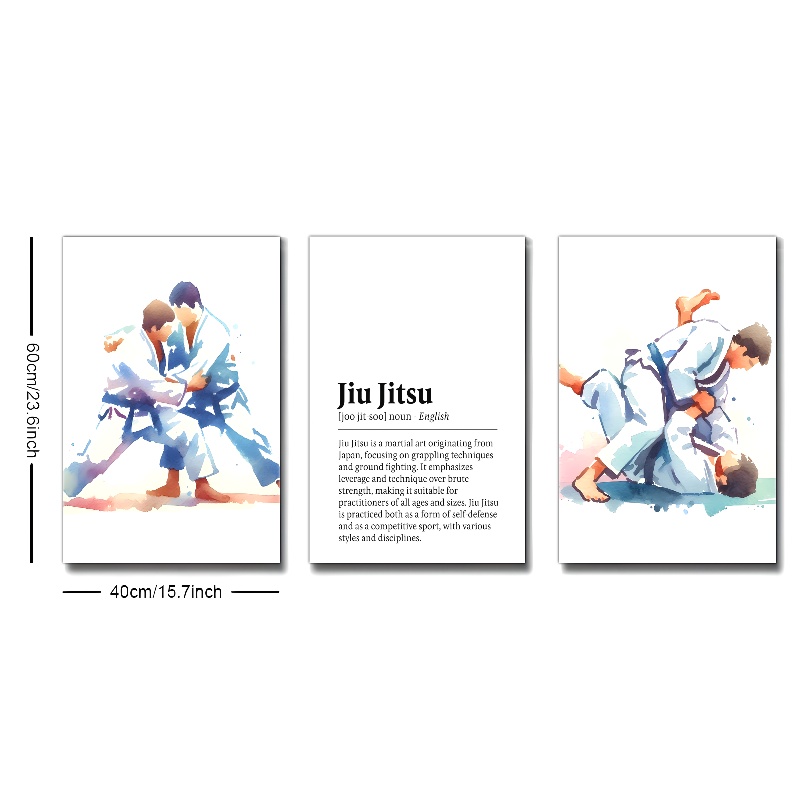 60cm/23.6inch
Jiu Jitsu
[joo jit soo] noun - English
Jiu Jitsu is a martial art originating from
Japan, focusing on grappling techniques
and ground fighting. It emphasizes
leverage and technique over brute
strength, making it suitable for
practitioners of all ages and sizes. Jiu Jitsu
is practiced both as a form of self-defense
and as a competitive sport, with various
styles and disciplines.
40cm/15.7inch